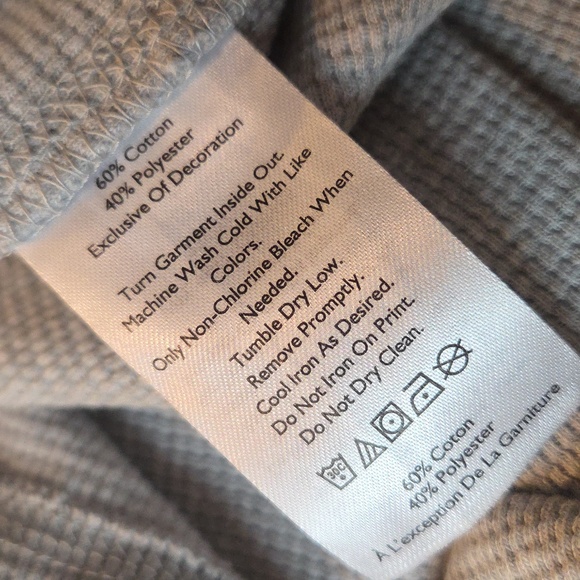 60% Cotton
40% Polyester
Exclusive Of Decoration
Turn Garment Inside Out.
Machine Wash Cold With Like
Colors.
Only Non-Chlorine Bleach When
Needed.
Tumble Dry Low.
Remove Promptly.
Cool Iron As Desired.
Do Not Iron On Print.
Do Not Dry Clean.
30C
60% Coton
40% Polyester
À L'exception De La Garniture